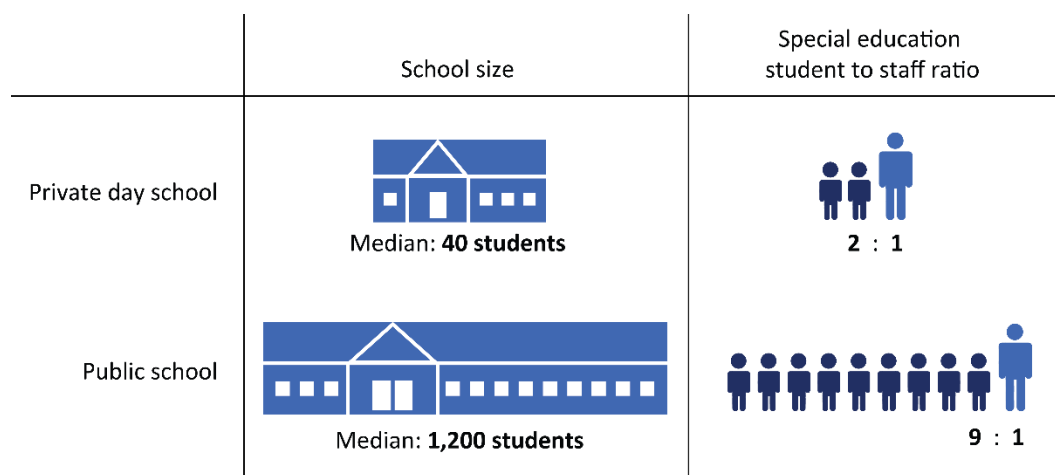 School size
Special education
student to staff ratio
Private day school
Median: 40 students
2 : 1
Public school
Median: 1,200 students
9 : 1